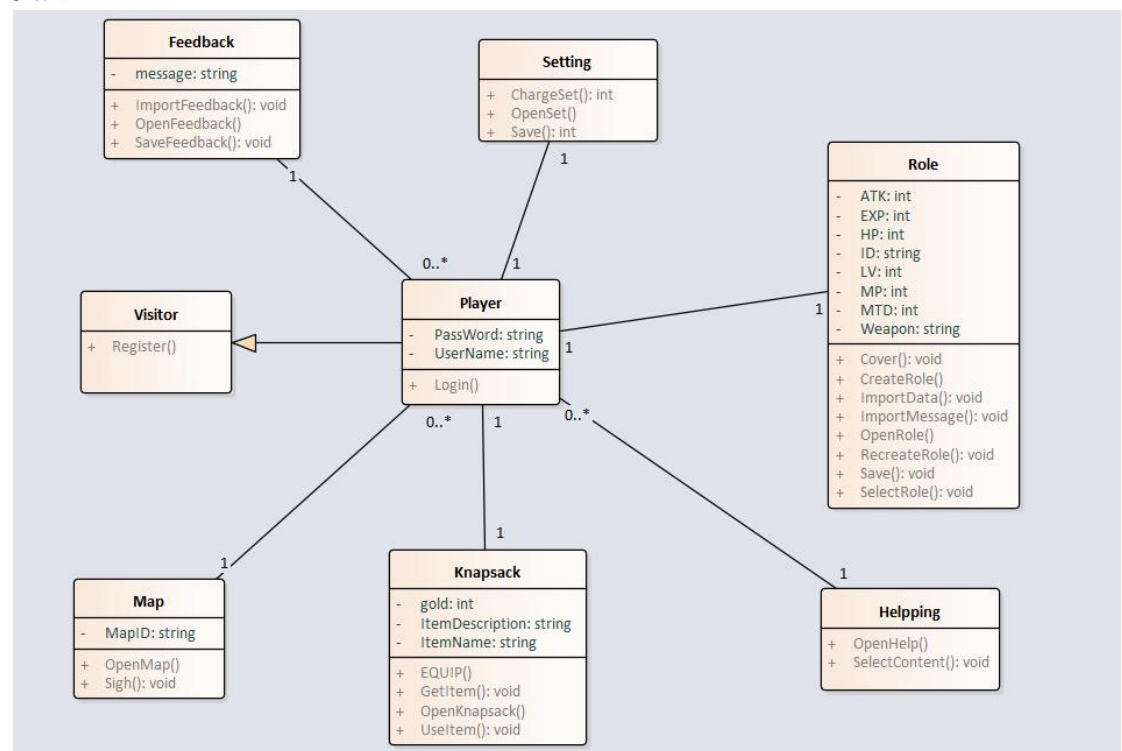 Feedback
- message: string
+ ImportFeedback(): void
+ OpenFeedback()
+ SaveFeedback(): void
1
0..*
Setting
+ ChargeSet(): int
+ OpenSet()
+ Save(): int
1
1
Role
- ATK: int
- EXP: int
- HP: int
- ID: string
- LV: int
- MP: int
- MTD: int
- Weapon: string
+ Cover(): void
+ CreateRole()
+ ImportData(): void
+ ImportMessage(): void
+ OpenRole()
+ RecreateRole(): void
+ Save(): void
+ SelectRole(): void
1
1
Visitor
+ Register()
Player
- PassWord: string
- UserName: string
+ Login()
0..*
1
0..*
1
1
1
Map
- MapID: string
+ OpenMap()
+ Sigh(): void
Knapsack
- gold: int
- ItemDescription: string
- ItemName: string
+ EQUIP()
+ GetItem(): void
+ OpenKnapsack()
+ UseItem(): void
Helpping
+ OpenHelp()
+ SelectContent(): void